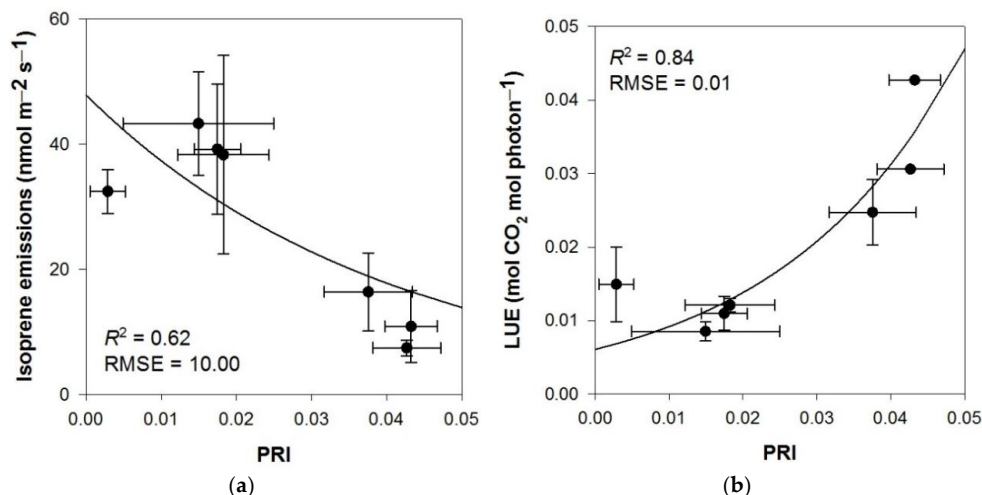 60
40
20
0
Isoprene emissions (nmol m⁻² s⁻¹)
R² = 0.62
RMSE = 10.00
0.00 0.01 0.02 0.03 0.04 0.05
PRI
(a)
0.05
0.04
0.03
0.02
0.01
0.00
LUE (mol CO₂ mol photon⁻¹)
R² = 0.84
RMSE = 0.01
0.00 0.01 0.02 0.03 0.04 0.05
PRI
(b)